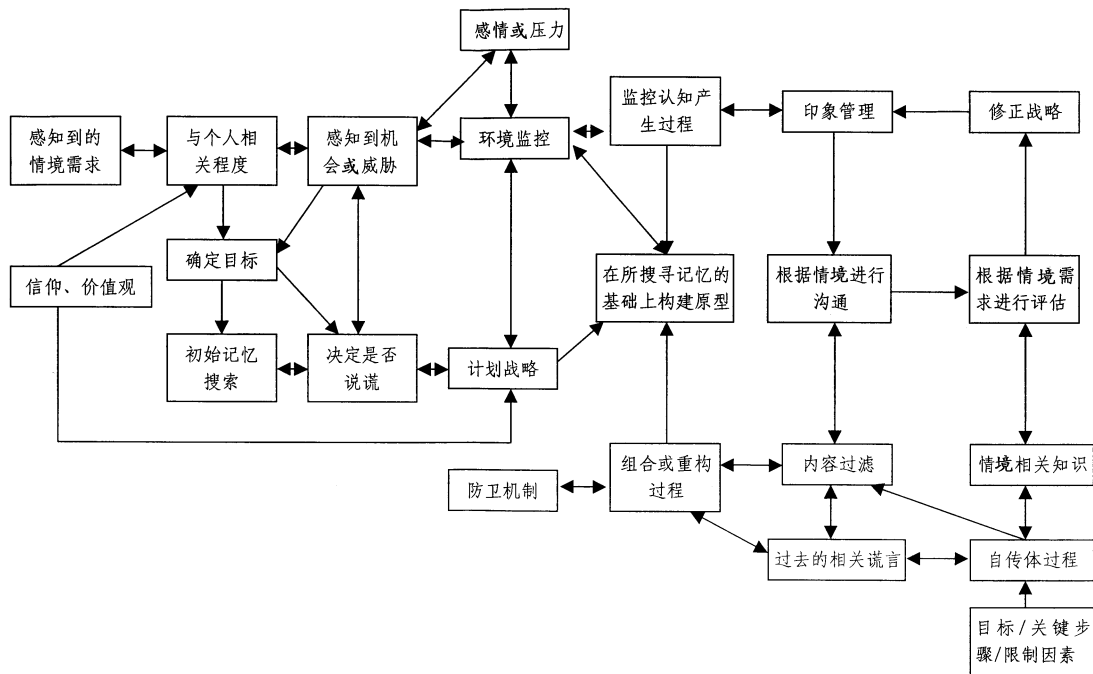 感情或压力
感知到的
情境需求
与个人相
关程度
感知到机
会或威胁
环境监控
监控认知产
生过程
印象管理
修正战略
确定目标
信仰、价值观
在所搜寻记忆的
基础上构建原型
根据情境进行
沟通
根据情境需
求进行评估
初始记忆
搜索
决定是否
说谎
计划战略
防卫机制
组合或重构
过程
内容过滤
情境相关知识
过去的相关谎言
自传体过程
目标/关键步
骤/限制因素